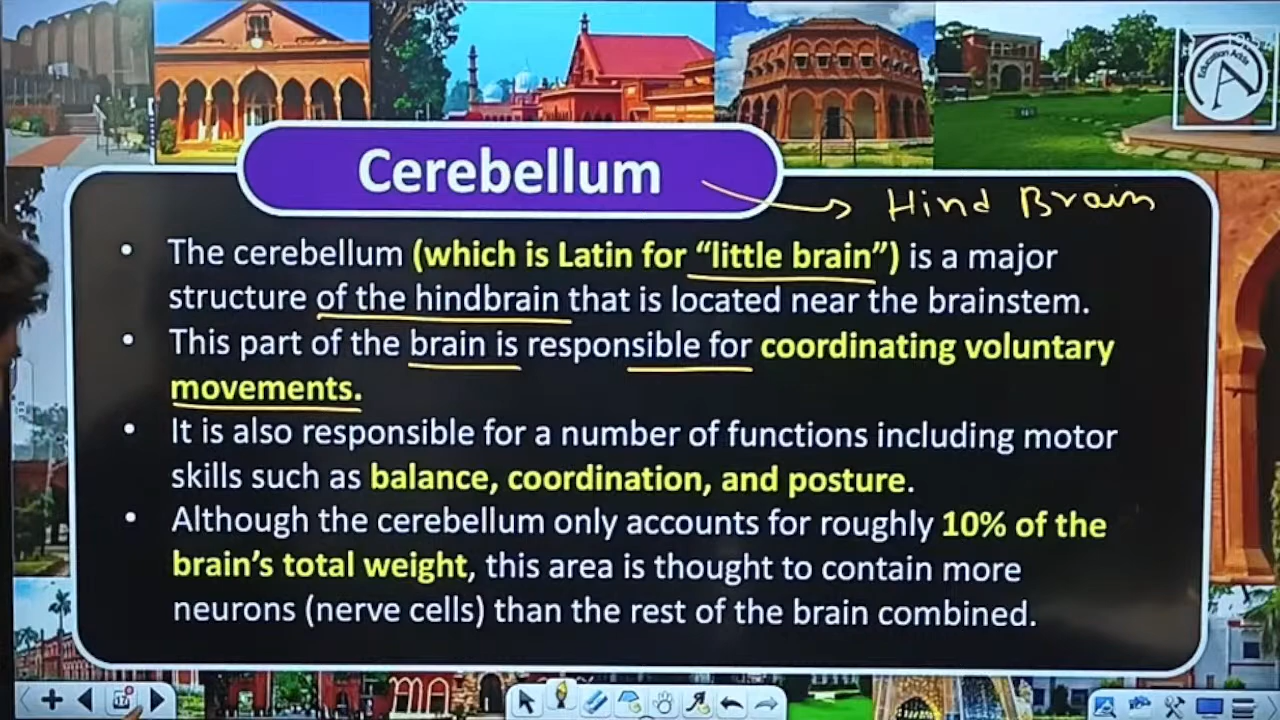 Education Adda
A
Cerebellum
Hind Brain
• The cerebellum (which is Latin for “little brain”) is a major
structure of the hindbrain that is located near the brainstem.
• This part of the brain is responsible for coordinating voluntary
movements.
• It is also responsible for a number of functions including motor
skills such as balance, coordination, and posture.
• Although the cerebellum only accounts for roughly 10% of the
brain’s total weight, this area is thought to contain more
neurons (nerve cells) than the rest of the brain combined.